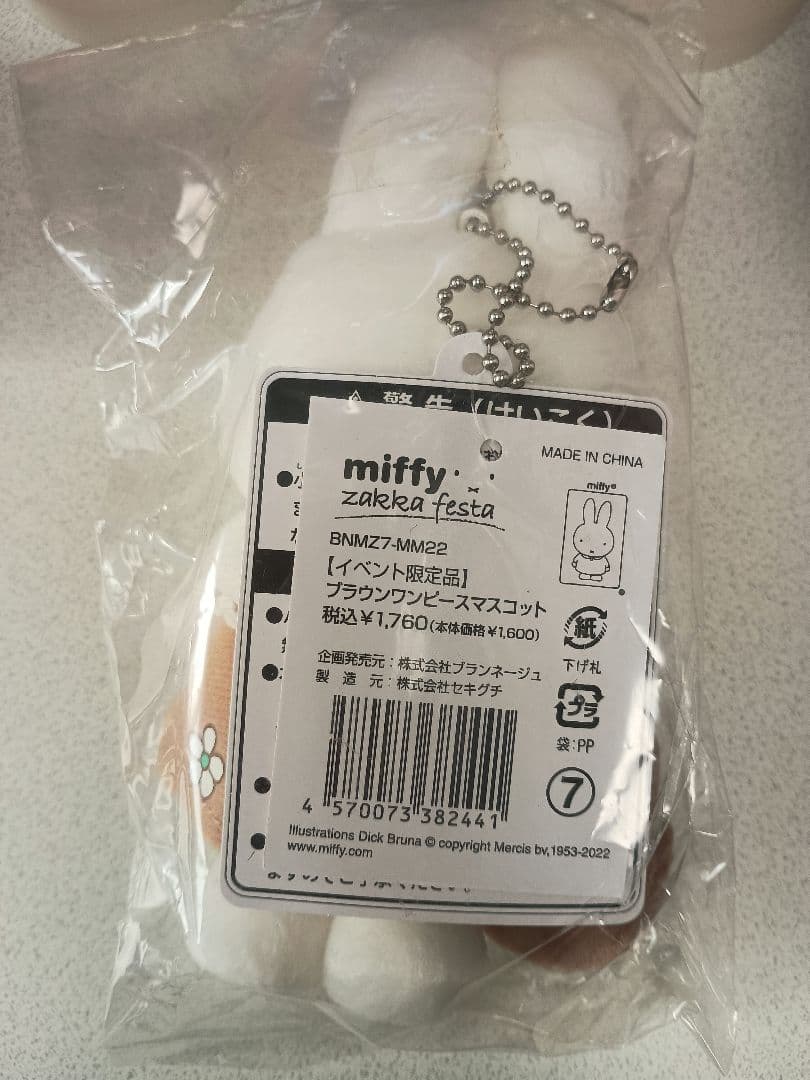 警告（けいこく）
miffy
zakka festa
MADE IN CHINA
miffy®
BNMZ7-MM22
【イベント限定品】
ブラウンワンピースマスコット
税込¥1,760(本体価格¥1,600)
企画発売元：株式会社ブランネージュ
製造元：株式会社セキグチ
紙
下げ札
プラ
袋:PP
⑦
4 570073 382441
Illustrations Dick Bruna © copyright Mercis bv,1953-2022
www.miffy.com